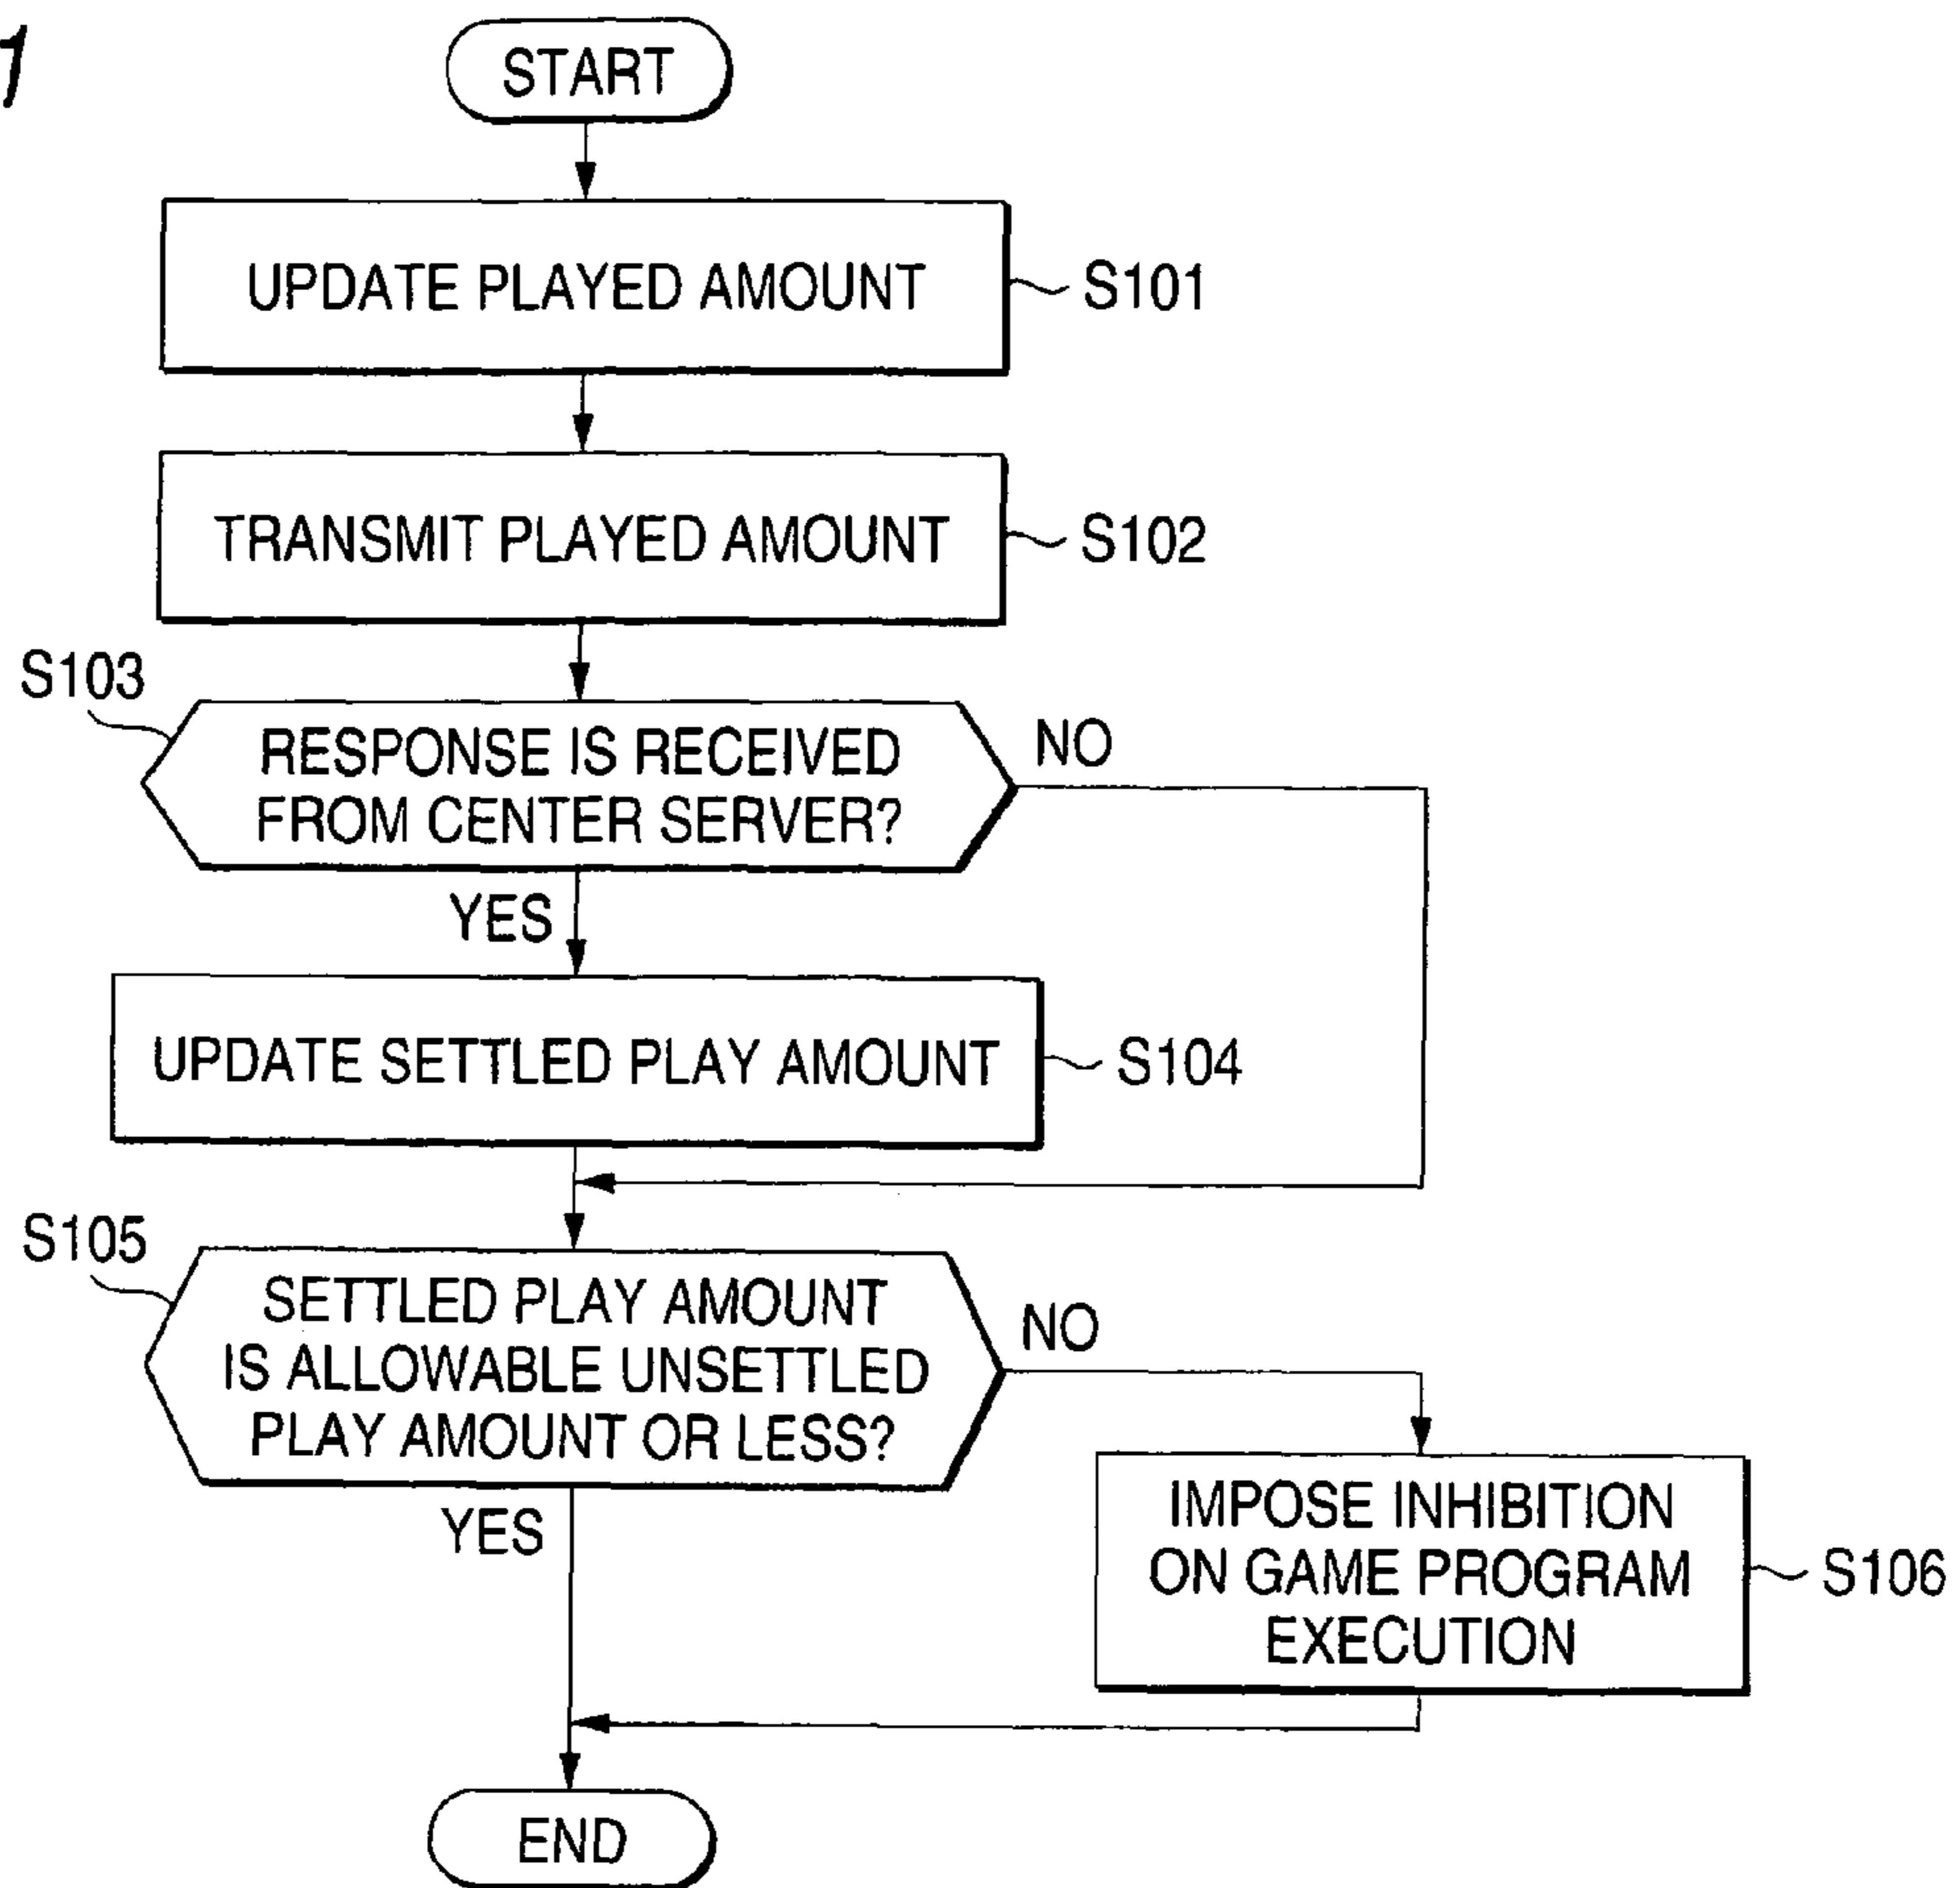 START
UPDATE PLAYED AMOUNT
S101
TRANSMIT PLAYED AMOUNT
S102
S103
RESPONSE IS RECEIVED
FROM CENTER SERVER?
NO
YES
UPDATE SETTLED PLAY AMOUNT
S104
S105
SETTLED PLAY AMOUNT
IS ALLOWABLE UNSETTLED
PLAY AMOUNT OR LESS?
NO
YES
IMPOSE INHIBITION
ON GAME PROGRAM
EXECUTION
S106
END